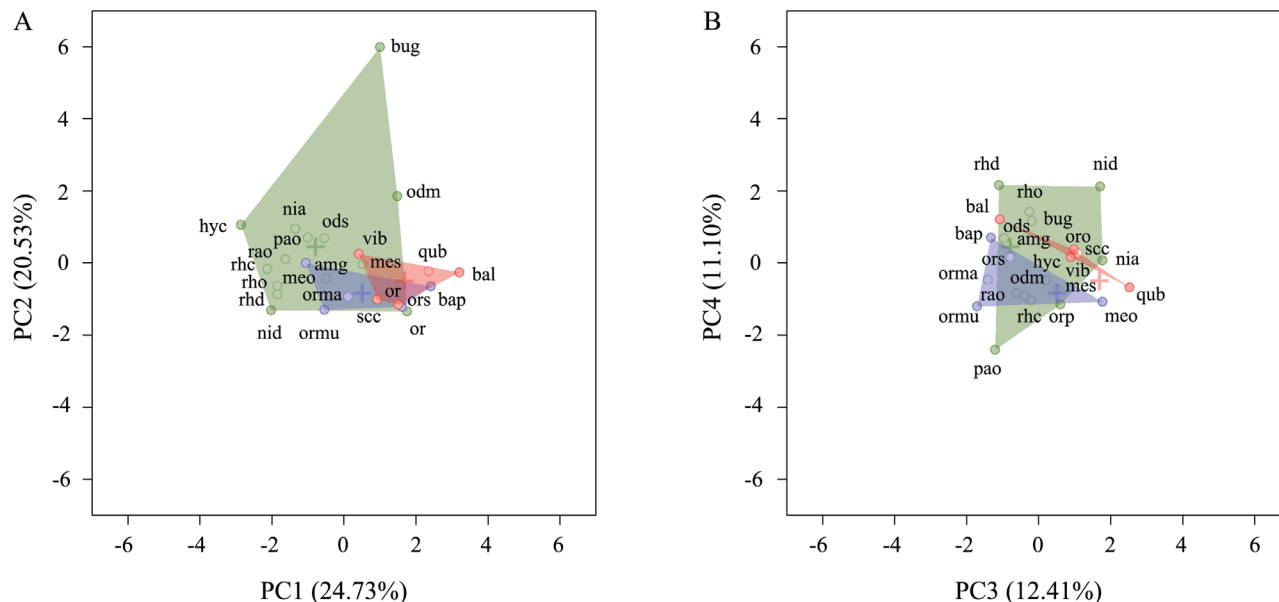 A
6
4
2
0
-2
-4
-6
PC2 (20.53%)
bug
odm
hyc
nia
ods
pao
vib
rao
amg
mes
qub
rhc
meo
bal
rho
orma
or
ors
bap
rhd
scc
nid
ormu
or
-6
-4
-2
0
2
4
6
PC1 (24.73%)
B
6
4
2
0
-2
-4
-6
PC4 (11.10%)
rhd
nid
rho
bal
bug
bap
ods
amg
oro
scc
ors
hyc
nia
orma
odm
vib
rao
mes
qub
ormu
rhc
orp
meo
pao
-6
-4
-2
0
2
4
6
PC3 (12.41%)